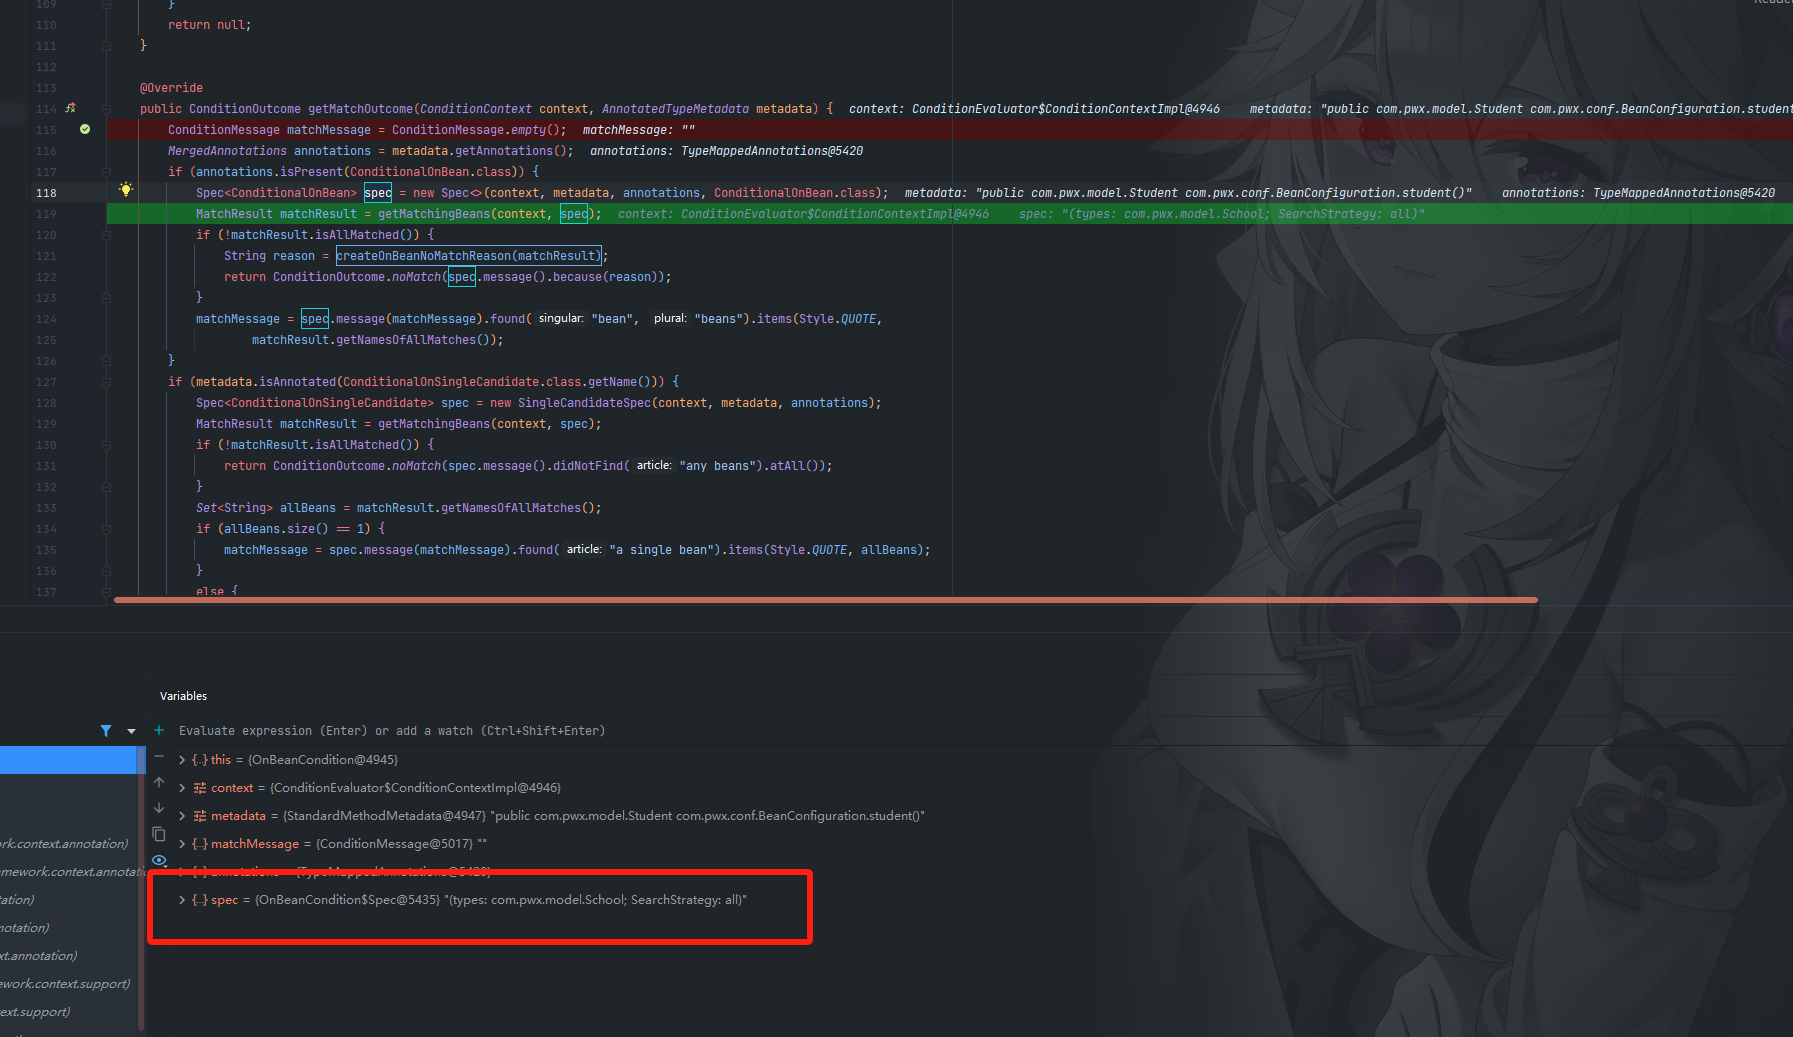 Reader
109 }
110 return null;
111 }
112
113 @Override
114 public ConditionOutcome getMatchOutcome(ConditionContext context, AnnotatedTypeMetadata metadata) { context: ConditionEvaluator$ConditionContextImpl@4946 metadata: "public com.pwx.model.Student com.pwx.conf.BeanConfiguration.student
115 ConditionMessage matchMessage = ConditionMessage.empty(); matchMessage: ""
116 MergedAnnotations annotations = metadata.getAnnotations(); annotations: TypeMappedAnnotations@5420
117 if (annotations.isPresent(ConditionalOnBean.class)) {
118 Spec<ConditionalOnBean> spec = new Spec<>(context, metadata, annotations, ConditionalOnBean.class); metadata: "public com.pwx.model.Student com.pwx.conf.BeanConfiguration.student()" annotations: TypeMappedAnnotations@5420
119 MatchResult matchResult = getMatchingBeans(context, spec); context: ConditionEvaluator$ConditionContextImpl@4946 spec: "(types: com.pwx.model.School; SearchStrategy: all)"
120 if (!matchResult.isAllMatched()) {
121 String reason = createOnBeanNoMatchReason(matchResult);
122 return ConditionOutcome.noMatch(spec.message().because(reason));
123 }
124 matchMessage = spec.message(matchMessage).found( singular: "bean", plural: "beans").items(Style.QUOTE,
125 matchResult.getNamesOfAllMatches());
126 }
127 if (metadata.isAnnotated(ConditionalOnSingleCandidate.class.getName())) {
128 Spec<ConditionalOnSingleCandidate> spec = new SingleCandidateSpec(context, metadata, annotations);
129 MatchResult matchResult = getMatchingBeans(context, spec);
130 if (!matchResult.isAllMatched()) {
131 return ConditionOutcome.noMatch(spec.message().didNotFind( article: "any beans").atAll());
132 }
133 Set<String> allBeans = matchResult.getNamesOfAllMatches();
134 if (allBeans.size() == 1) {
135 matchMessage = spec.message(matchMessage).found( article: "a single bean").items(Style.QUOTE, allBeans);
136 }
137 else {
Variables
Evaluate expression (Enter) or add a watch (Ctrl+Shift+Enter)
this = {OnBeanCondition@4945}
context = {ConditionEvaluator$ConditionContextImpl@4946}
metadata = {StandardMethodMetadata@4947} "public com.pwx.model.Student com.pwx.conf.BeanConfiguration.student()"
matchMessage = {ConditionMessage@5017} ""
annotations = {TypeMappedAnnotations@5420}
spec = {OnBeanCondition$Spec@5435} "(types: com.pwx.model.School; SearchStrategy: all)"
rk.context.annotation)
mework.context.annotatio
tation)
notation)
xt.annotation)
ework.context.support)
text.support)